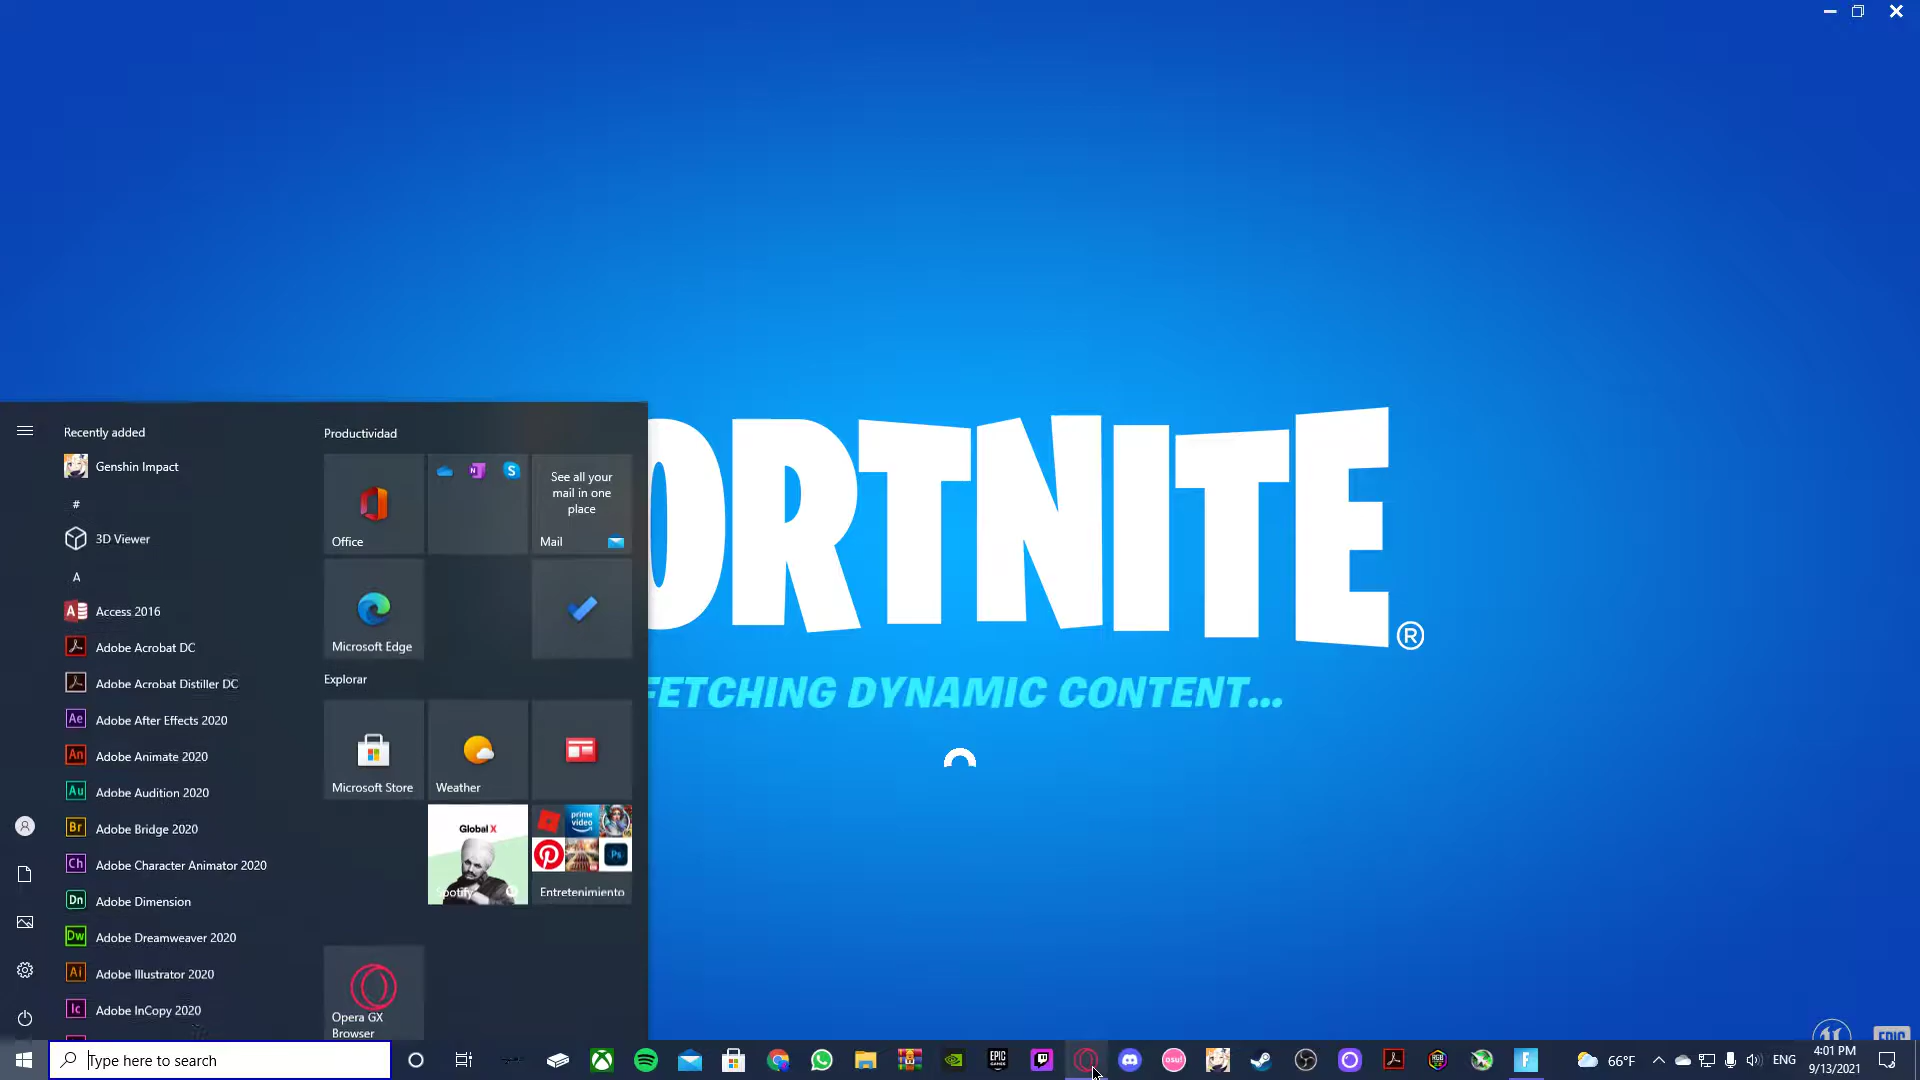 ORTNITE®
FETCHING DYNAMIC CONTENT...
Recently added
Genshin Impact
#
3D Viewer
A
Access 2016
Adobe Acrobat DC
Adobe Acrobat Distiller DC
Adobe After Effects 2020
Adobe Animate 2020
Adobe Audition 2020
Adobe Bridge 2020
Adobe Character Animator 2020
Adobe Dimension
Adobe Dreamweaver 2020
Adobe Illustrator 2020
Adobe InCopy 2020
Productividad
Office
See all your
mail in one
place
Mail
Microsoft Edge
Explorar
Microsoft Store
Weather
Global X
Spotify
prime
video
Entretenimiento
Opera GX
Browser
Type here to search
66°F
ENG
4:01 PM
9/13/2021